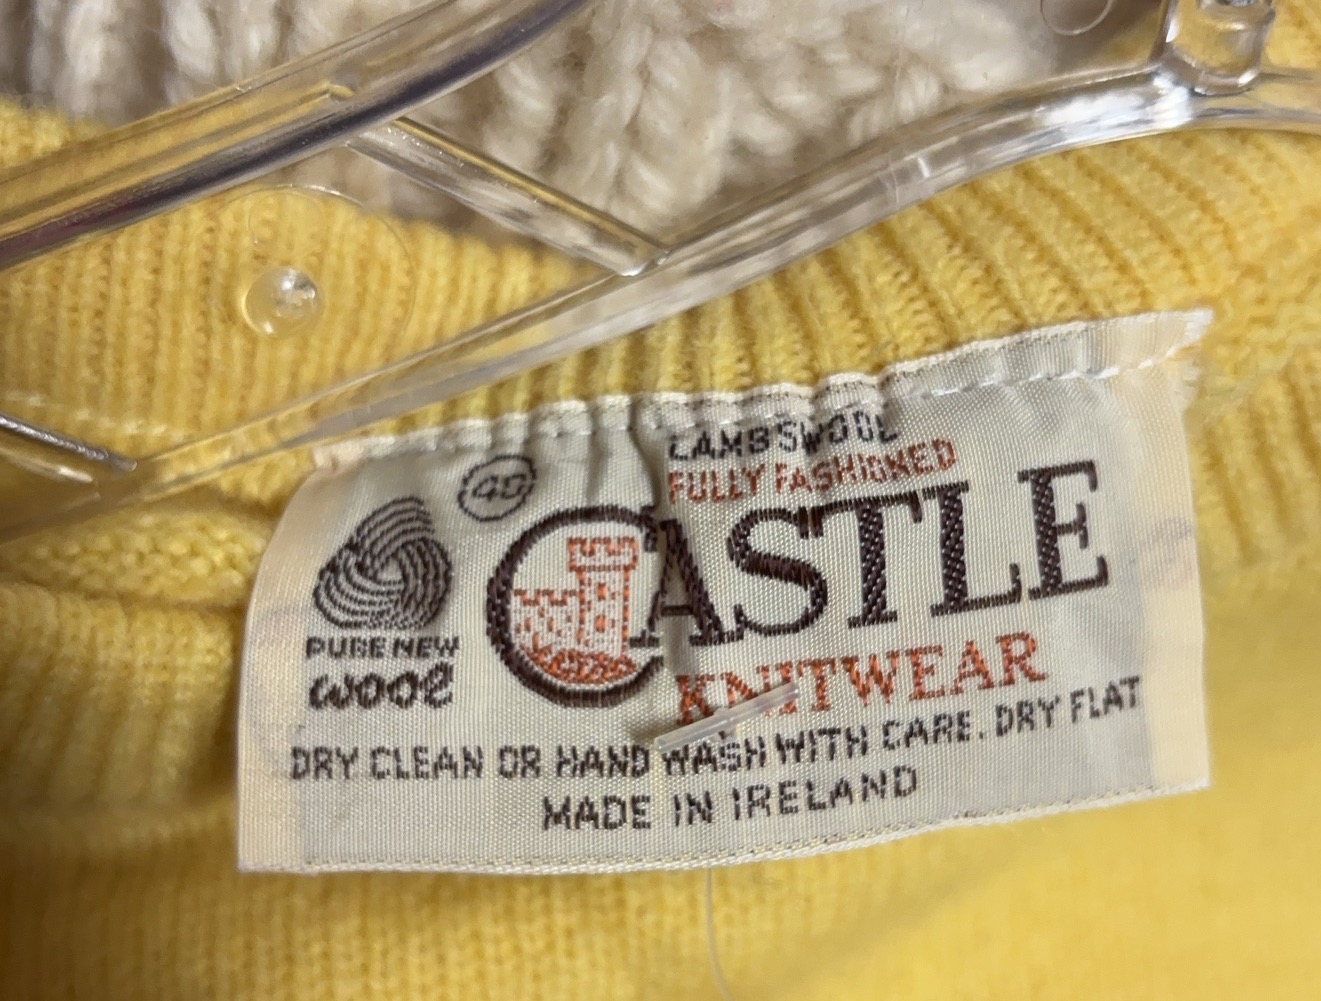 LAMBSWOOL
40
FULLY FASHIONED
CASTLE
KNITWEAR
PURE NEW
WOOL
DRY CLEAN OR HAND WASH WITH CARE. DRY FLAT
MADE IN IRELAND